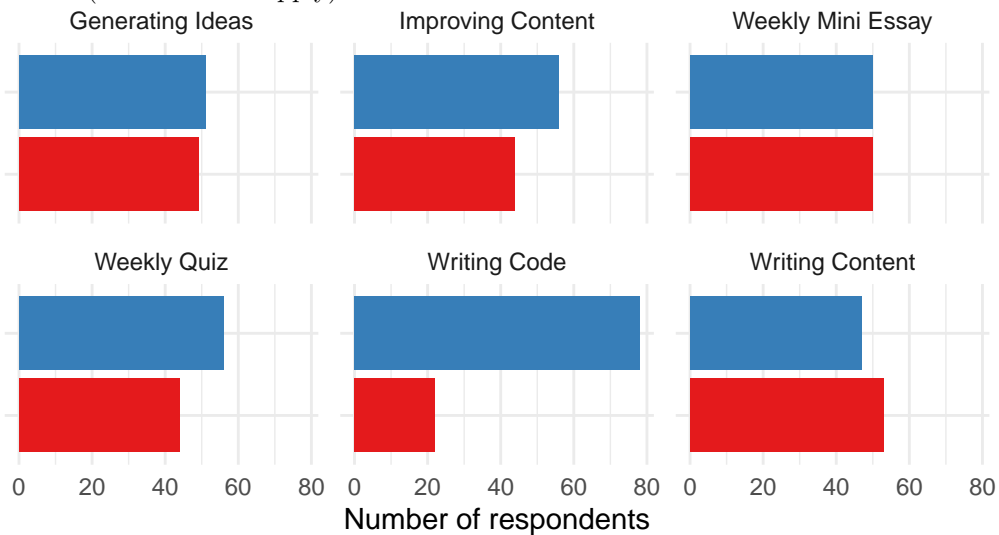 Generating Ideas Improving Content Weekly Mini Essay
Weekly Quiz Writing Code Writing Content
0 20 40 60 80 0 20 40 60 80 0 20 40 60 80
Number of respondents